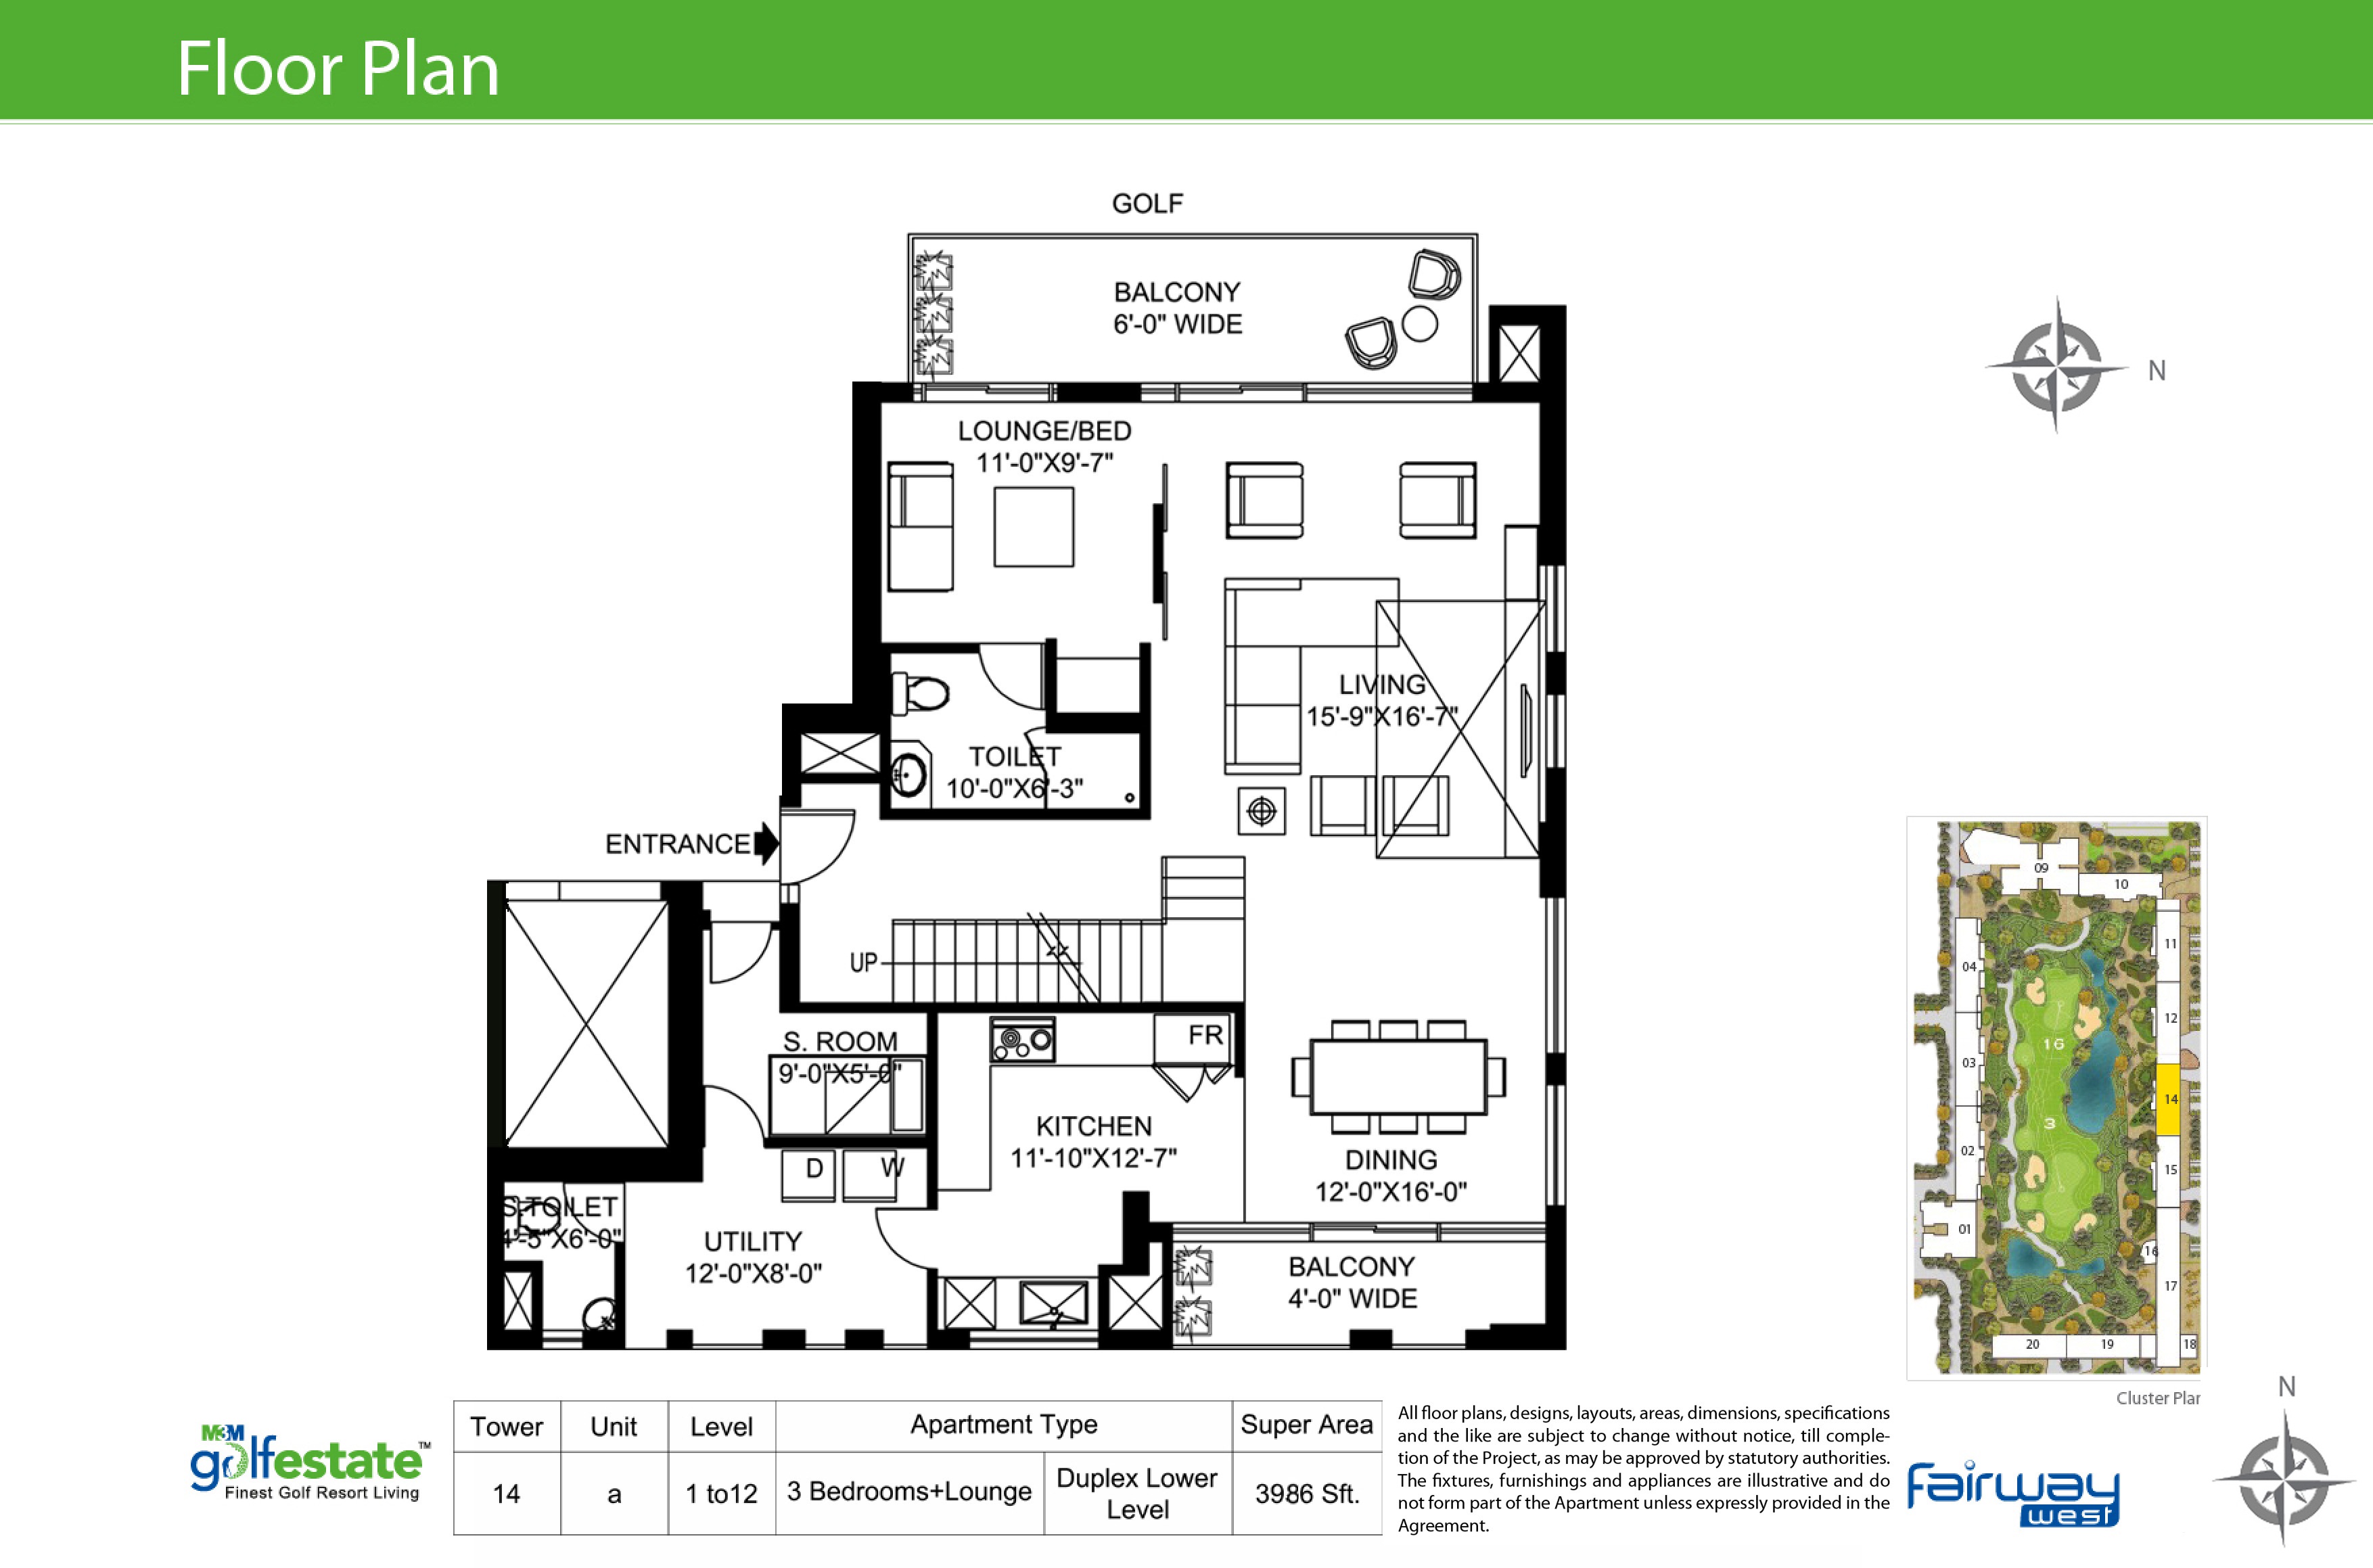 Floor Plan
GOLF
BALCONY
6'-0" WIDE
N
LOUNGE/BED
11'-0"X9'-7"
LIVING
15'-9"X16'-7"
TOILET
10'-0"X6'-3"
ENTRANCE
UP
S. ROOM
9'-0"X5'-6"
FR
KITCHEN
11'-10"X12'-7"
DINING
12'-0"X16'-0"
D W
S.TOILET
4'-5"X6'-0"
UTILITY
12'-0"X8'-0"
BALCONY
4'-0" WIDE
09
10
11
04
12
16
03
14
3
02
15
01
16
17
20 19 18
Cluster Plan
N
Tower Unit Level Apartment Type Super Area
14 a 1 to12 3 Bedrooms+Lounge Duplex Lower
Level 3986 Sft.
M3M
golfestate™
Finest Golf Resort Living
All floor plans, designs, layouts, areas, dimensions, specifications
and the like are subject to change without notice, till comple-
tion of the Project, as may be approved by statutory authorities.
The fixtures, furnishings and appliances are illustrative and do
not form part of the Apartment unless expressly provided in the
Agreement.
Fairway
west